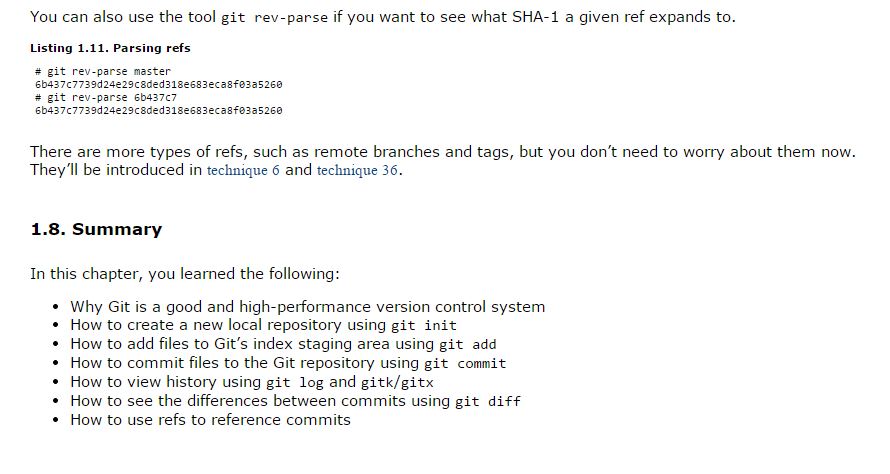 You can also use the tool git rev-parse if you want to see what SHA-1 a given ref expands to.
Listing 1.11. Parsing refs
# git rev-parse master
6b437c7739d24e29c8ded318e683eca8f03a5260
# git rev-parse 6b437c7
6b437c7739d24e29c8ded318e683eca8f03a5260
There are more types of refs, such as remote branches and tags, but you don’t need to worry about them now.
They’ll be introduced in technique 6 and technique 36.
1.8. Summary
In this chapter, you learned the following:
• Why Git is a good and high-performance version control system
• How to create a new local repository using git init
• How to add files to Git’s index staging area using git add
• How to commit files to the Git repository using git commit
• How to view history using git log and gitk/gitx
• How to see the differences between commits using git diff
• How to use refs to reference commits